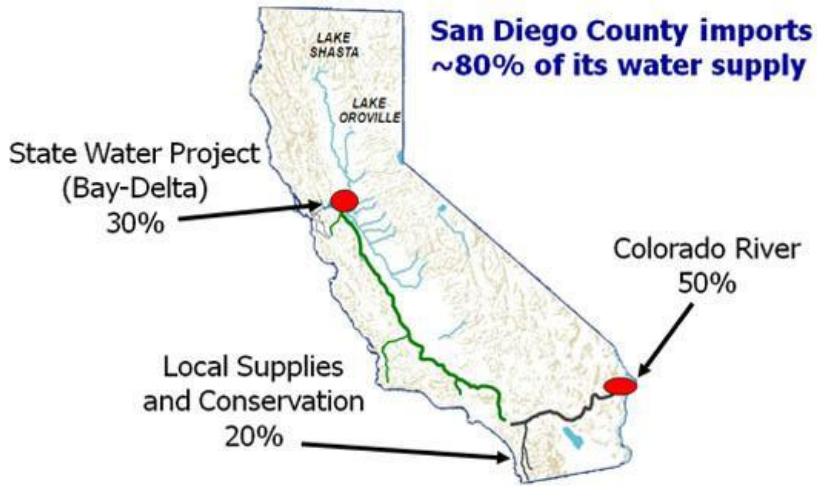 San Diego County imports
~80% of its water supply
LAKE
SHASTA
LAKE
OROVILLE
State Water Project
(Bay-Delta)
30%
Colorado River
50%
Local Supplies
and Conservation
20%